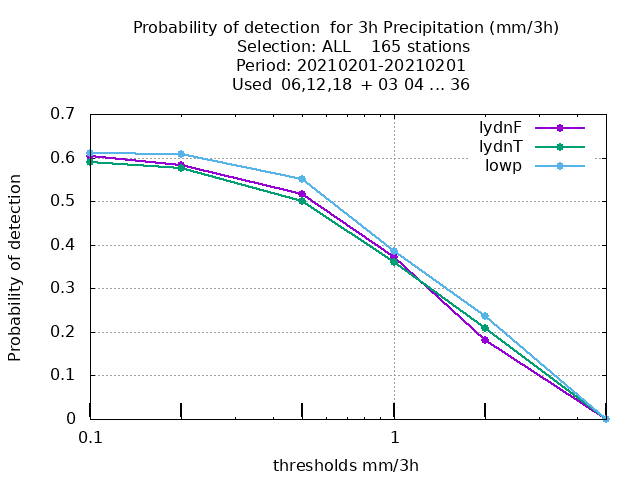 Probability of detection  for 3h Precipitation (mm/3h)
Selection: ALL    165 stations
Period: 20210201-20210201
Used  06,12,18  + 03 04 ... 36
lydnF
lydnT
lowp
Probability of detection
0.7
0.6
0.5
0.4
0.3
0.2
0.1
0
0.1
1
thresholds mm/3h